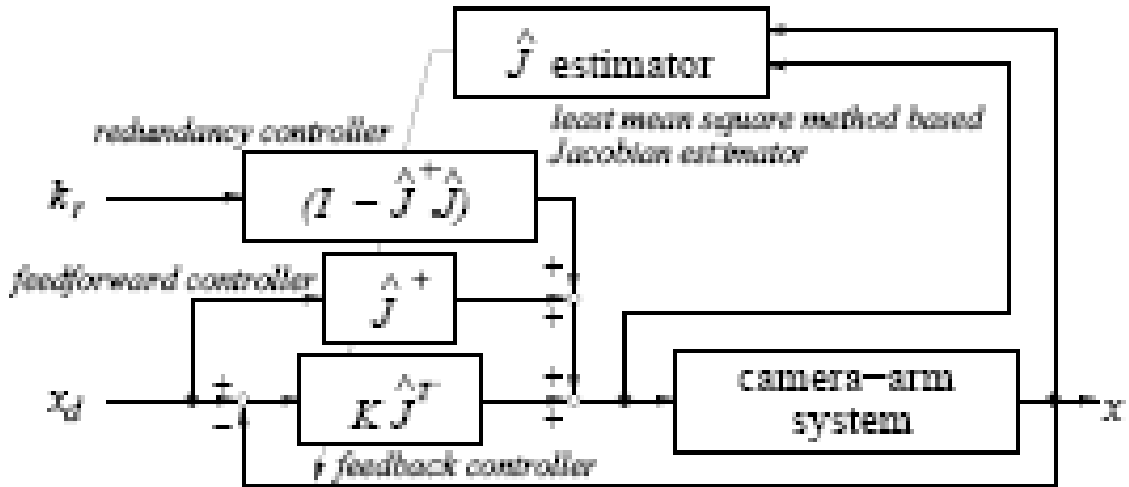 Ĵ estimator
least mean square method based
Jacobian estimator
redundancy controller
k_r
(I − Ĵ⁺Ĵ)
feedforward controller
Ĵ⁺
+
+
x_d
+
−
K Ĵᵀ
+
+
camera−arm
system
x
feedback controller